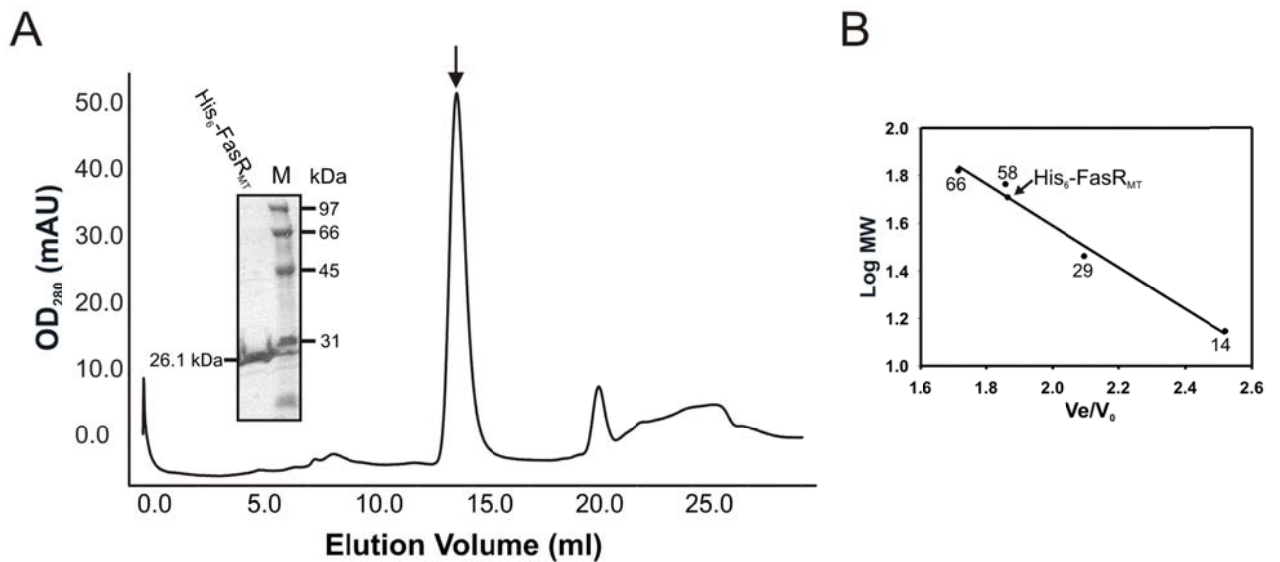 A
OD₂₈₀ (mAU)
50.0
40.0
30.0
20.0
10.0
0.0
0.0 5.0 10.0 15.0 20.0 25.0
Elution Volume (ml)
His₆-FasR_MT
M kDa
97
66
45
31
26.1 kDa
B
Log MW
2.0
1.8
1.6
1.4
1.2
1.0
66
58
His₆-FasR_MT
29
14
1.6 1.8 2.0 2.2 2.4 2.6
Ve/V₀